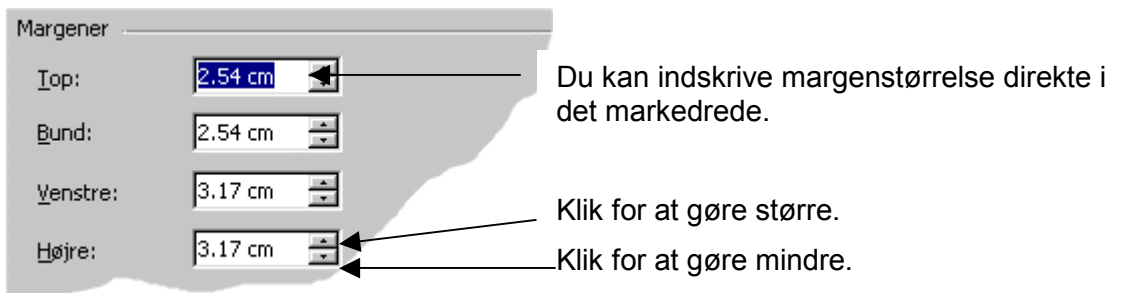 Margener
Top: 2.54 cm
Du kan indskrive margenstørrelse direkte i
det markedrede.
Bund: 2.54 cm
Venstre: 3.17 cm
Klik for at gøre større.
Højre: 3.17 cm
Klik for at gøre mindre.